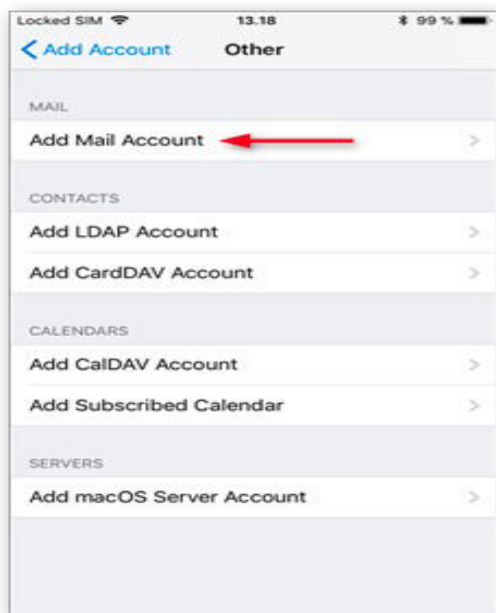 Locked SIM 13.18 99 %
Add Account Other
MAIL
Add Mail Account
CONTACTS
Add LDAP Account
Add CardDAV Account
CALENDARS
Add CalDAV Account
Add Subscribed Calendar
SERVERS
Add macOS Server Account